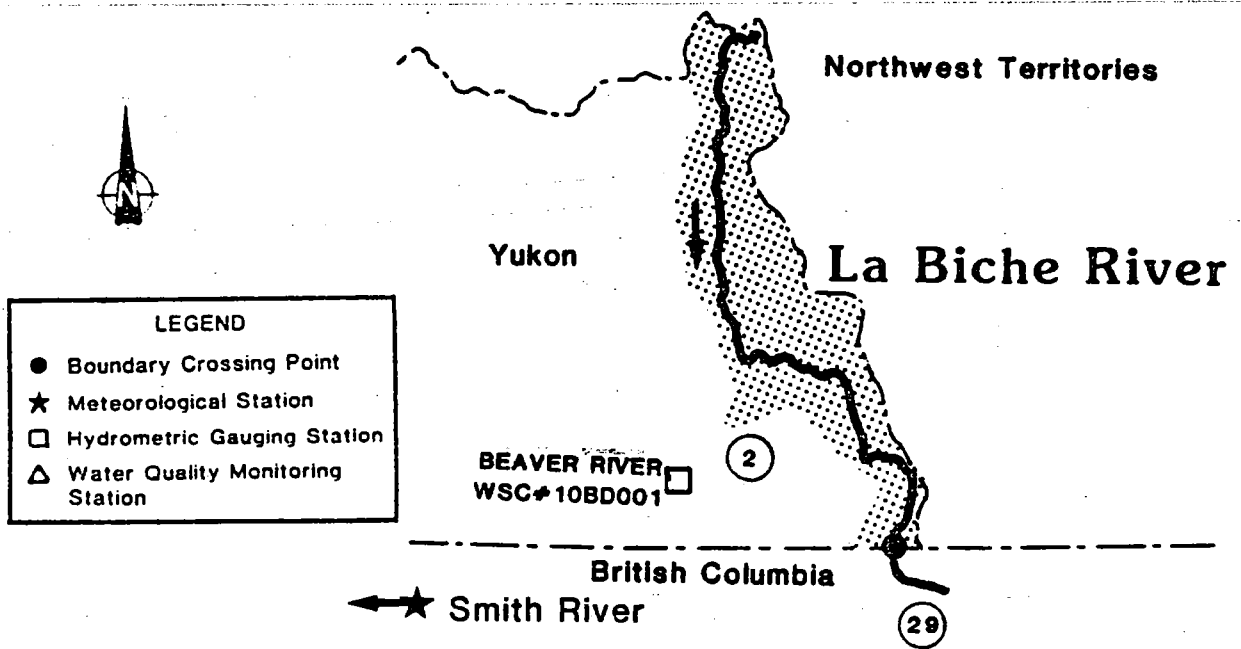 Northwest Territories
N
Yukon
La Biche River
LEGEND
Boundary Crossing Point
Meteorological Station
Hydrometric Gauging Station
Water Quality Monitoring
Station
BEAVER RIVER
WSC#10BD001
2
British Columbia
Smith River
29